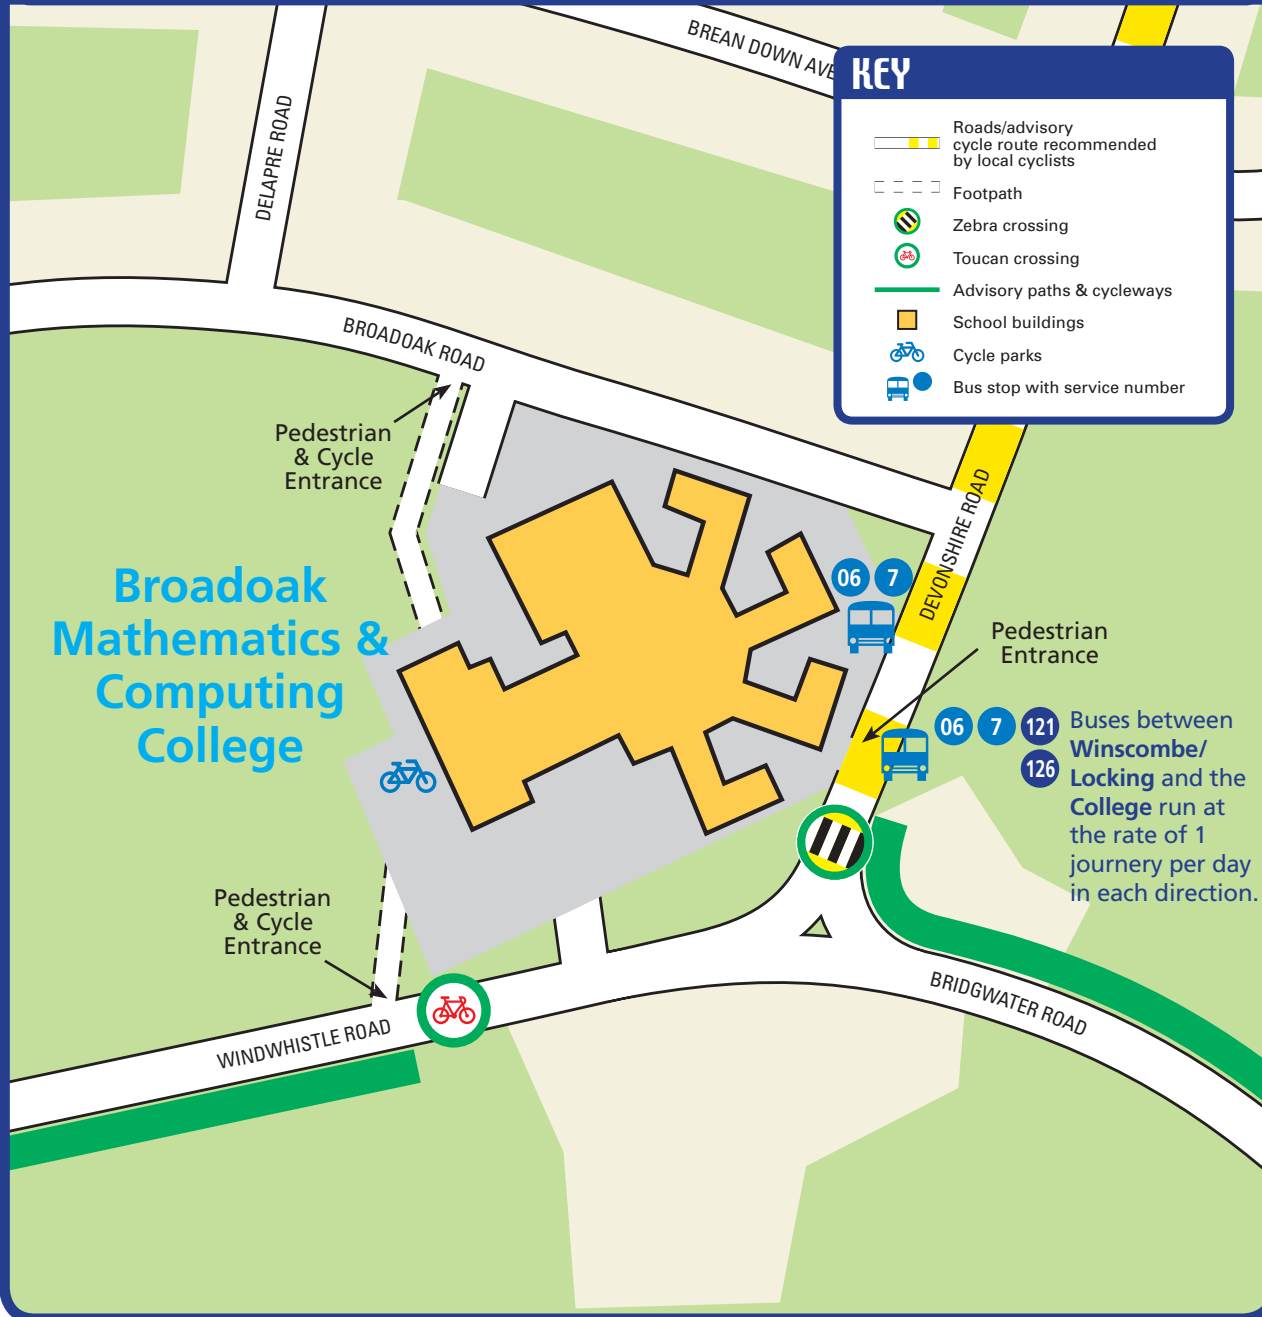 BREAN DOWN AVE
KEY
Roads/advisory
cycle route recommended
by local cyclists
Footpath
Zebra crossing
Toucan crossing
Advisory paths & cycleways
School buildings
Cycle parks
Bus stop with service number
DELAPRE ROAD
BROADOAK ROAD
Pedestrian
& Cycle
Entrance
DEVONSHIRE ROAD
Broadoak
Mathematics &
Computing
College
06 7
Pedestrian
Entrance
06 7 121
126
Buses between
Winscombe/
Locking and the
College run at
the rate of 1
journery per day
in each direction.
Pedestrian
& Cycle
Entrance
BRIDGWATER ROAD
WINDWHISTLE ROAD